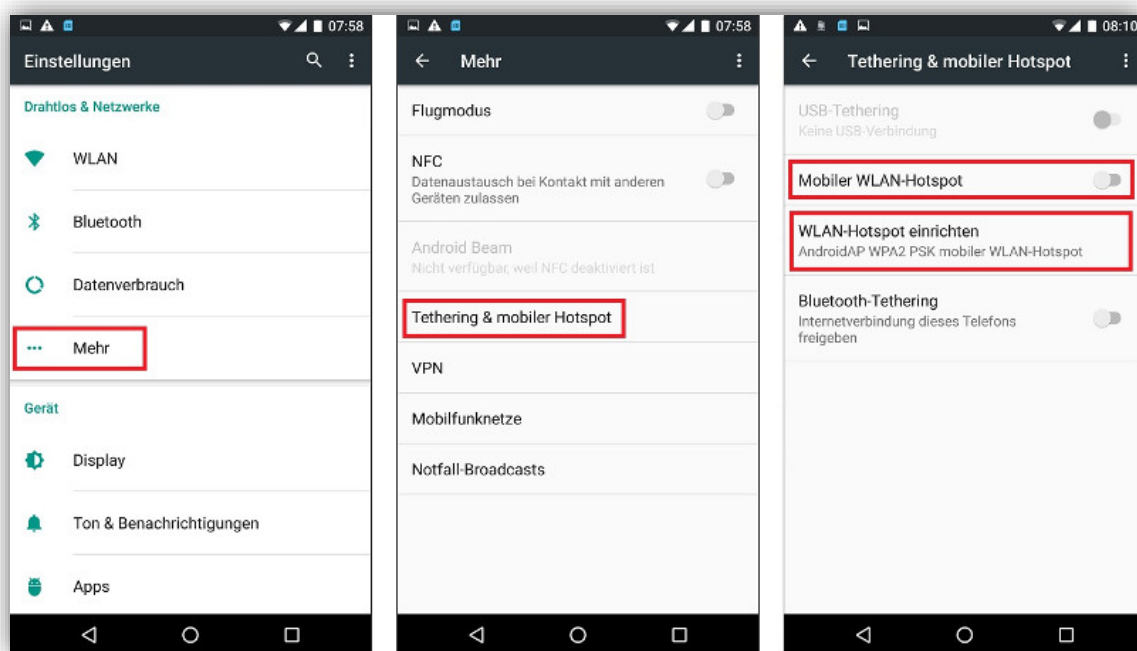 07:58
Einstellungen
Drahtlos & Netzwerke
WLAN
Bluetooth
Datenverbrauch
Mehr
Gerät
Display
Ton & Benachrichtigungen
Apps
07:58
Mehr
Flugmodus
NFC
Datenaustausch bei Kontakt mit anderen
Geräten zulassen
Android Beam
Nicht verfügbar, weil NFC deaktiviert ist
Tethering & mobiler Hotspot
VPN
Mobilfunknetze
Notfall-Broadcasts
08:10
Tethering & mobiler Hotspot
USB-Tethering
Keine USB-Verbindung
Mobiler WLAN-Hotspot
WLAN-Hotspot einrichten
AndroidAP WPA2 PSK mobiler WLAN-Hotspot
Bluetooth-Tethering
Internetverbindung dieses Telefons
freigeben